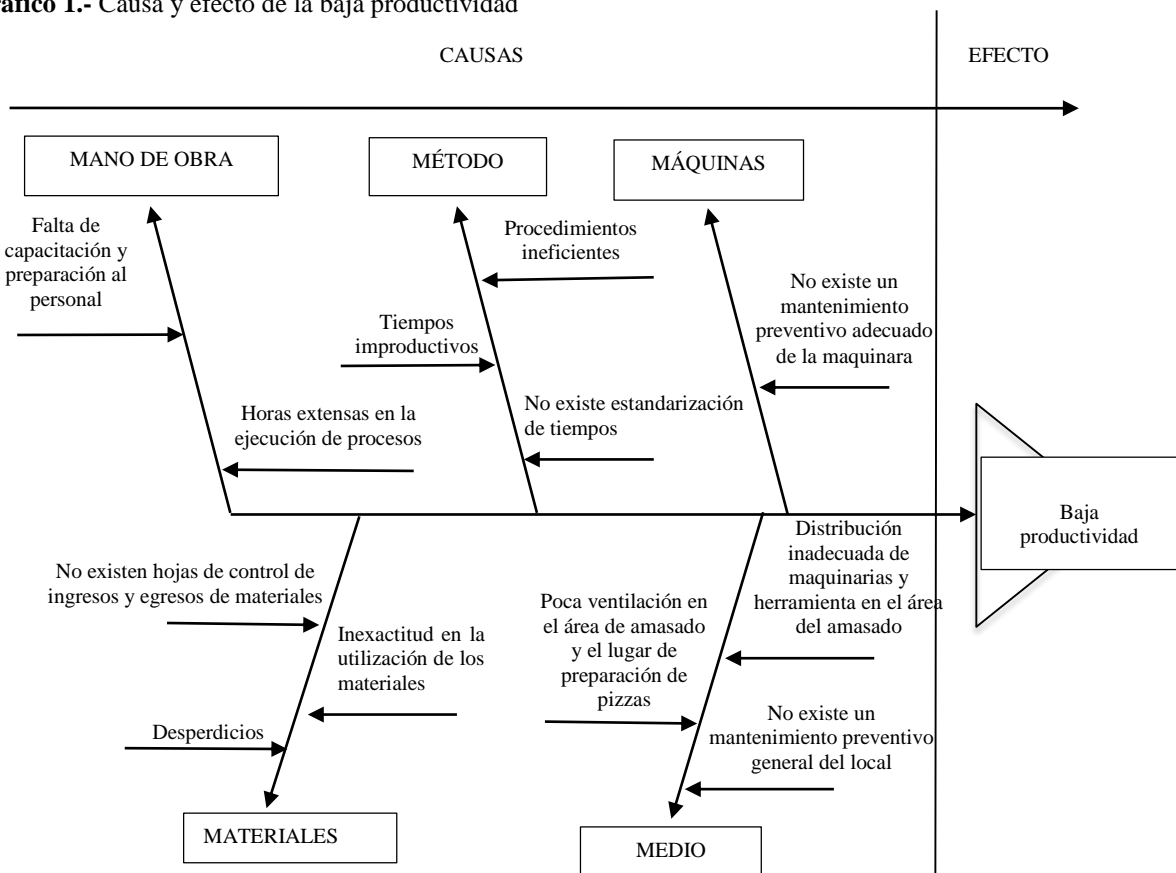 áfico 1.- Causa y efecto de la baja productividad
CAUSAS
EFECTO
MANO DE OBRA
MÉTODO
MÁQUINAS
Falta de
capacitación y
preparación al
personal
Procedimientos
ineficientes
No existe un
mantenimiento
preventivo adecuado
de la maquinara
Tiempos
improductivos
Horas extensas en la
ejecución de procesos
No existe estandarización
de tiempos
Baja
productividad
No existen hojas de control de
ingresos y egresos de materiales
Inexactitud en la
utilización de los
materiales
Desperdicios
Poca ventilación en
el área de amasado
y el lugar de
preparación de
pizzas
Distribución
inadecuada de
maquinarias y
herramienta en el área
del amasado
No existe un
mantenimiento preventivo
general del local
MATERIALES
MEDIO